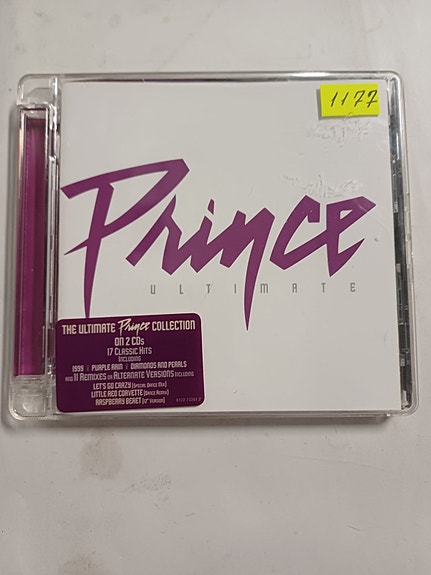 1177
Prince
ULTIMATE
THE ULTIMATE Prince COLLECTION
ON 2 CDs
17 CLASSIC HITS
INCLUDING
1999 PURPLE RAIN DIAMONDS AND PEARLS
AND 11 REMIXES OR ALTERNATE VERSIONS INCLUDING
LET'S GO CRAZY (SPECIAL DANCE MIX)
LITTLE RED CORVETTE (DANCE REMIX)
RASPBERRY BERET (12" VERSION)